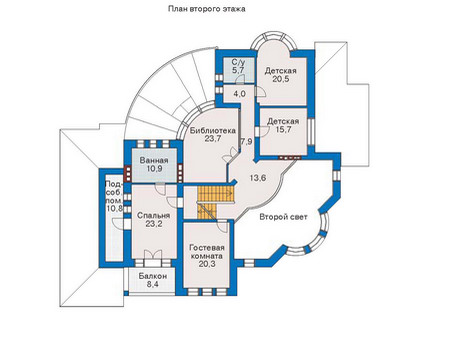 План второго этажа
С/у
5,7
Детская
20,5
4,0
Библиотека
23,7
Детская
15,7
7,9
Ванная
10,9
13,6
Под-
соб.
пом.
10,8
Спальня
23,2
Второй свет
Гостевая
комната
20,3
Балкон
8,4